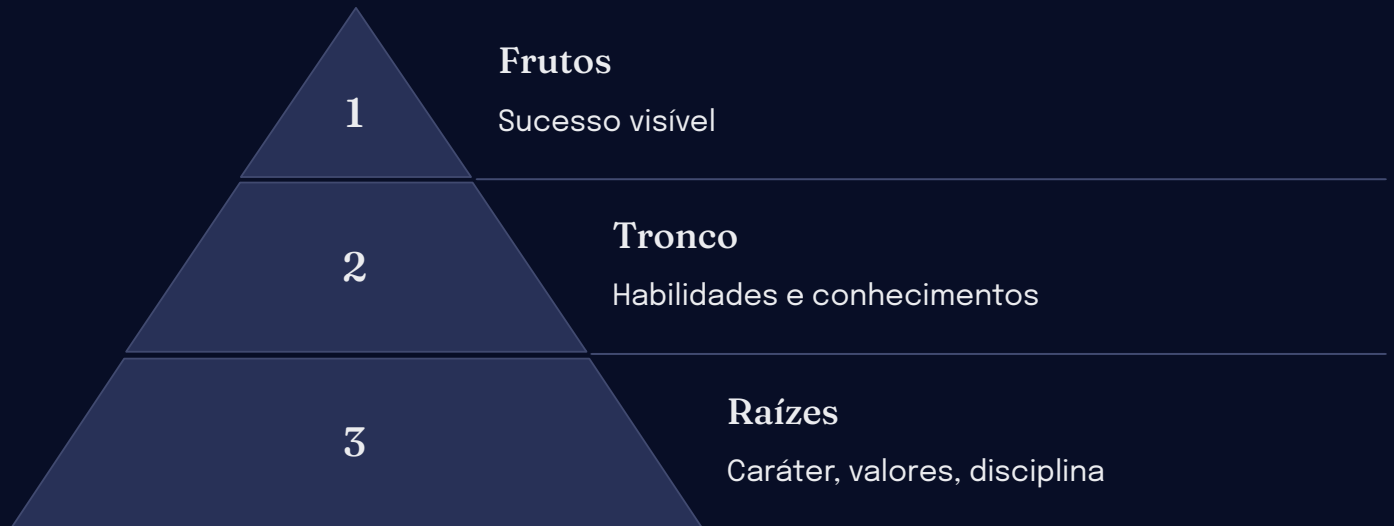 1
Frutos
Sucesso visível
2
Tronco
Habilidades e conhecimentos
3
Raízes
Caráter, valores, disciplina